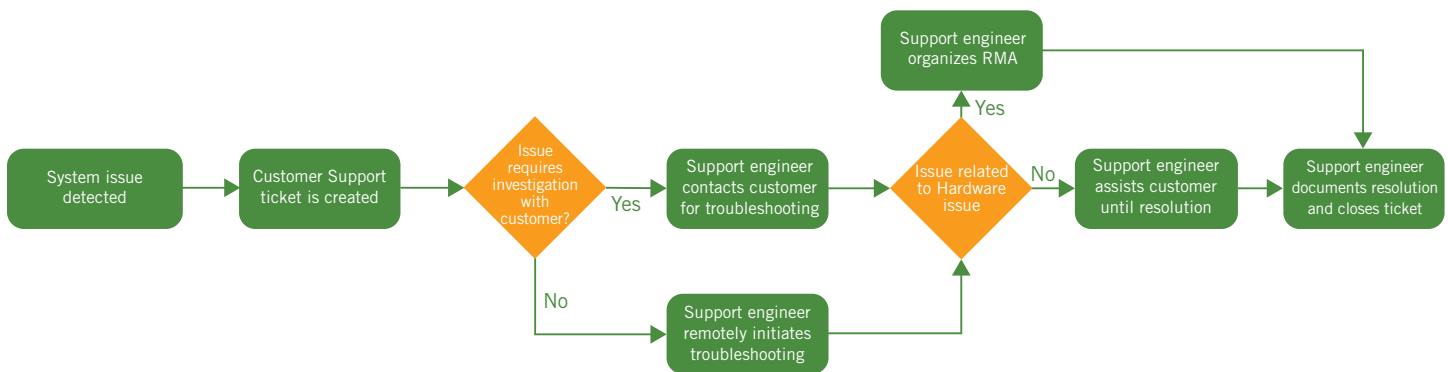 System issue
detected
Customer Support
ticket is created
Issue
requires
investigation
with
customer?
Yes
Support engineer
contacts customer
for troubleshooting
No
Support engineer
remotely initiates
troubleshooting
Issue related
to Hardware
issue
Yes
Support engineer
organizes RMA
No
Support engineer
assists customer
until resolution
Support engineer
documents resolution
and closes ticket